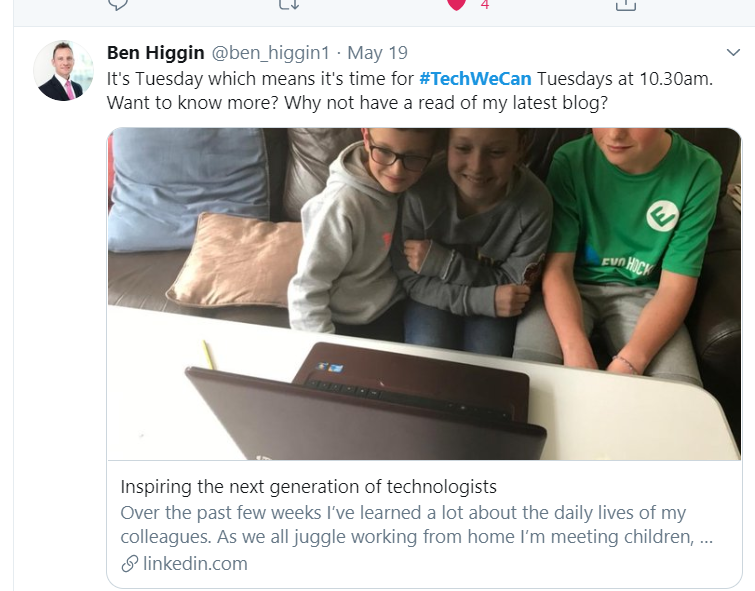 4
Ben Higgin @ben_higgin1 · May 19
It's Tuesday which means it's time for #TechWeCan Tuesdays at 10.30am.
Want to know more? Why not have a read of my latest blog?
E
EVO HOCK
Inspiring the next generation of technologists
Over the past few weeks I've learned a lot about the daily lives of my
colleagues. As we all juggle working from home I'm meeting children, ...
linkedin.com